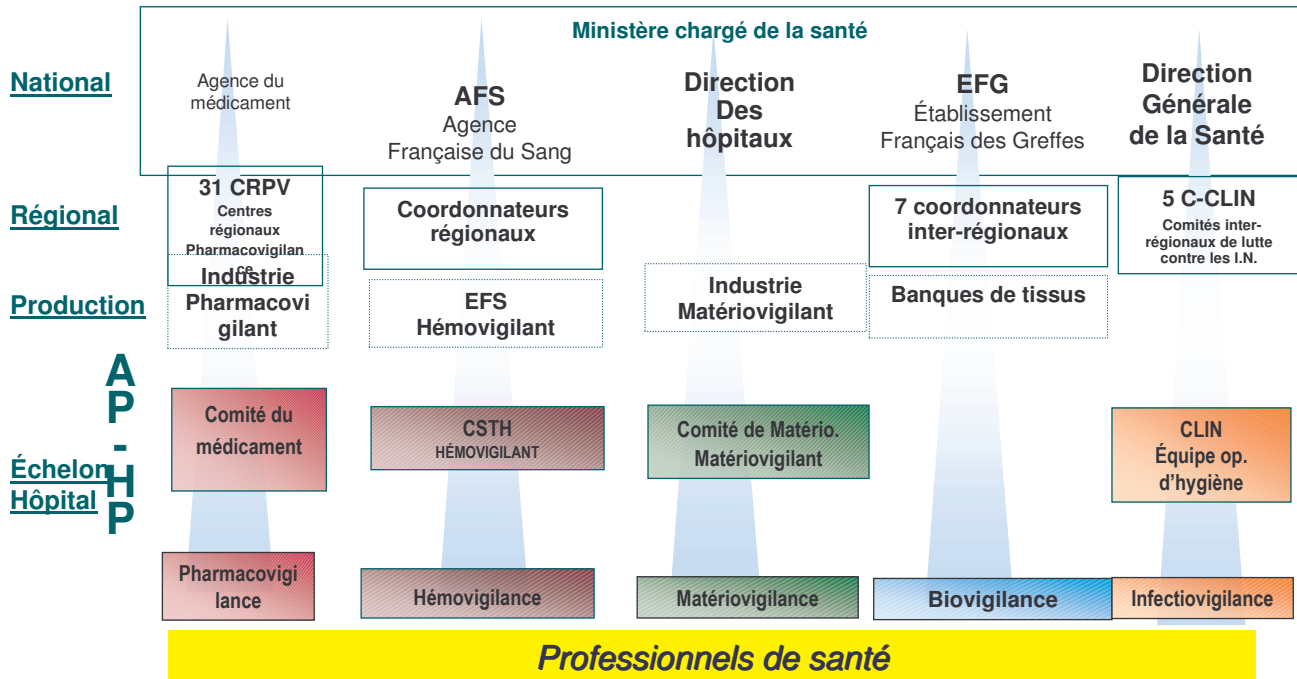 Ministère chargé de la santé
National
Agence du
médicament
AFS
Agence
Française du Sang
Direction
Des
hôpitaux
EFG
Établissement
Français des Greffes
Direction
Générale
de la Santé
Régional
31 CRPV
Centres
régionaux
Pharmacovigilan
ce
Coordonnateurs
régionaux
7 coordonnateurs
inter-régionaux
5 C-CLIN
Comités inter-
régionaux de lutte
contre les I.N.
Production
Industrie
Pharmacovi
gilant
EFS
Hémovigilant
Industrie
Matériovigilant
Banques de tissus
AP-HP
Échelon
Hôpital
Comité du
médicament
CSTH
HÉMOVIGILANT
Comité de Matério.
Matériovigilant
CLIN
Équipe op.
d'hygiène
Pharmacovigi
lance
Hémovigilance
Matériovigilance
Biovigilance
Infectiovigilance
Professionnels de santé